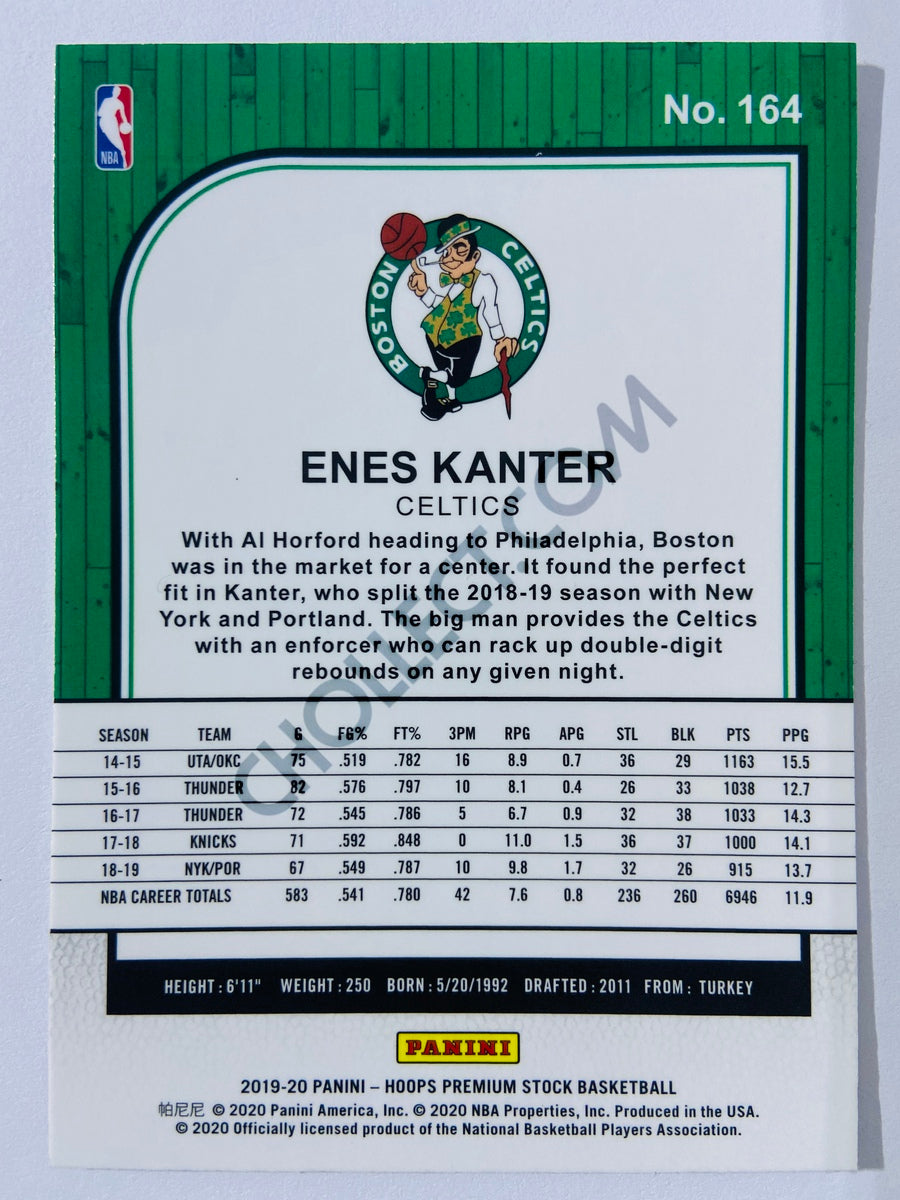 No. 164
NBA
BOSTON CELTICS
ENES KANTER
CELTICS
With Al Horford heading to Philadelphia, Boston
was in the market for a center. It found the perfect
fit in Kanter, who split the 2018-19 season with New
York and Portland. The big man provides the Celtics
with an enforcer who can rack up double-digit
rebounds on any given night.
CHOLLECT.COM
SEASON TEAM G FG% FT% 3PM RPG APG STL BLK PTS PPG
14-15 UTA/OKC 75 .519 .782 16 8.9 0.7 36 29 1163 15.5
15-16 THUNDER 82 .576 .797 10 8.1 0.4 26 33 1038 12.7
16-17 THUNDER 72 .545 .786 5 6.7 0.9 32 38 1033 14.3
17-18 KNICKS 71 .592 .848 0 11.0 1.5 36 37 1000 14.1
18-19 NYK/POR 67 .549 .787 10 9.8 1.7 32 26 915 13.7
NBA CAREER TOTALS 583 .541 .780 42 7.6 0.8 236 260 6946 11.9
HEIGHT : 6'11" WEIGHT : 250 BORN : 5/20/1992 DRAFTED : 2011 FROM : TURKEY
PANINI
2019-20 PANINI – HOOPS PREMIUM STOCK BASKETBALL
帕尼尼 © 2020 Panini America, Inc. © 2020 NBA Properties, Inc. Produced in the USA.
© 2020 Officially licensed product of the National Basketball Players Association.